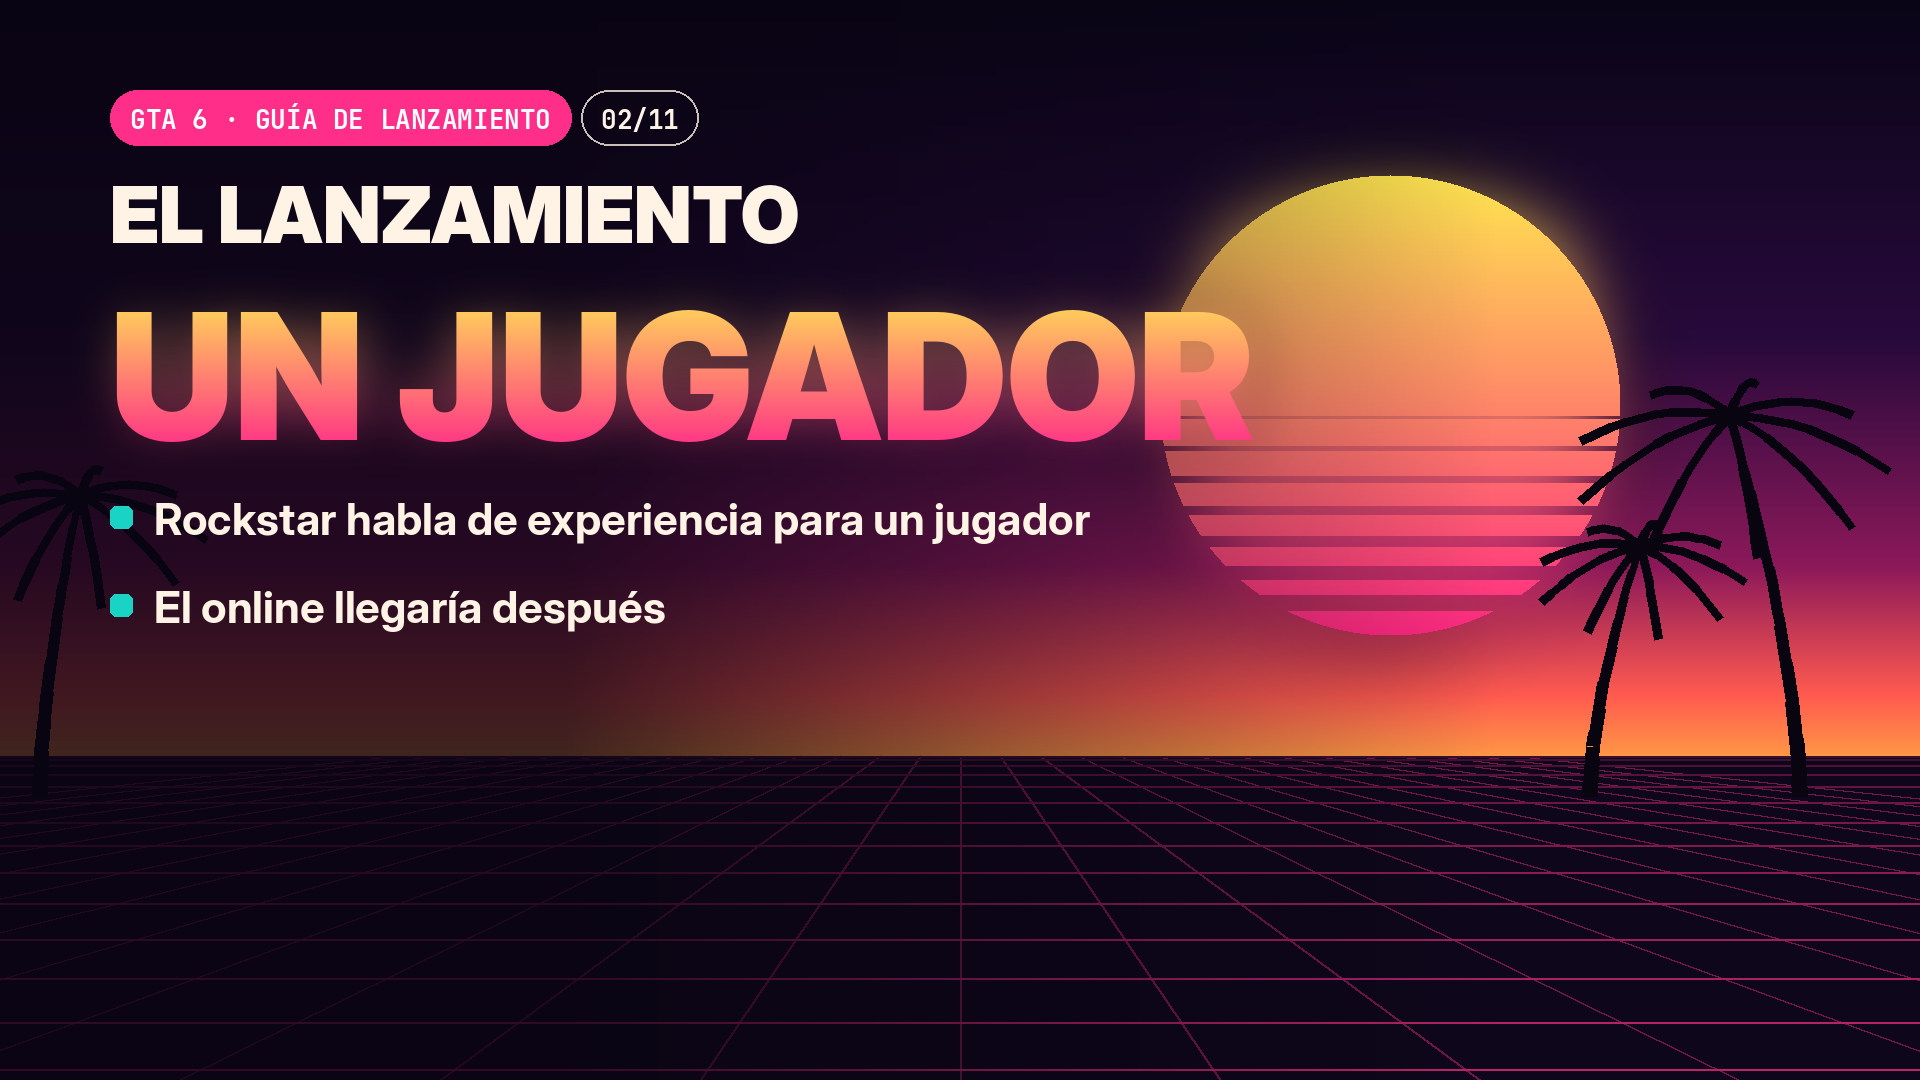 GTA 6 · GUÍA DE LANZAMIENTO
02/11
EL LANZAMIENTO
UN JUGADOR
Rockstar habla de experiencia para un jugador
El online llegaría después